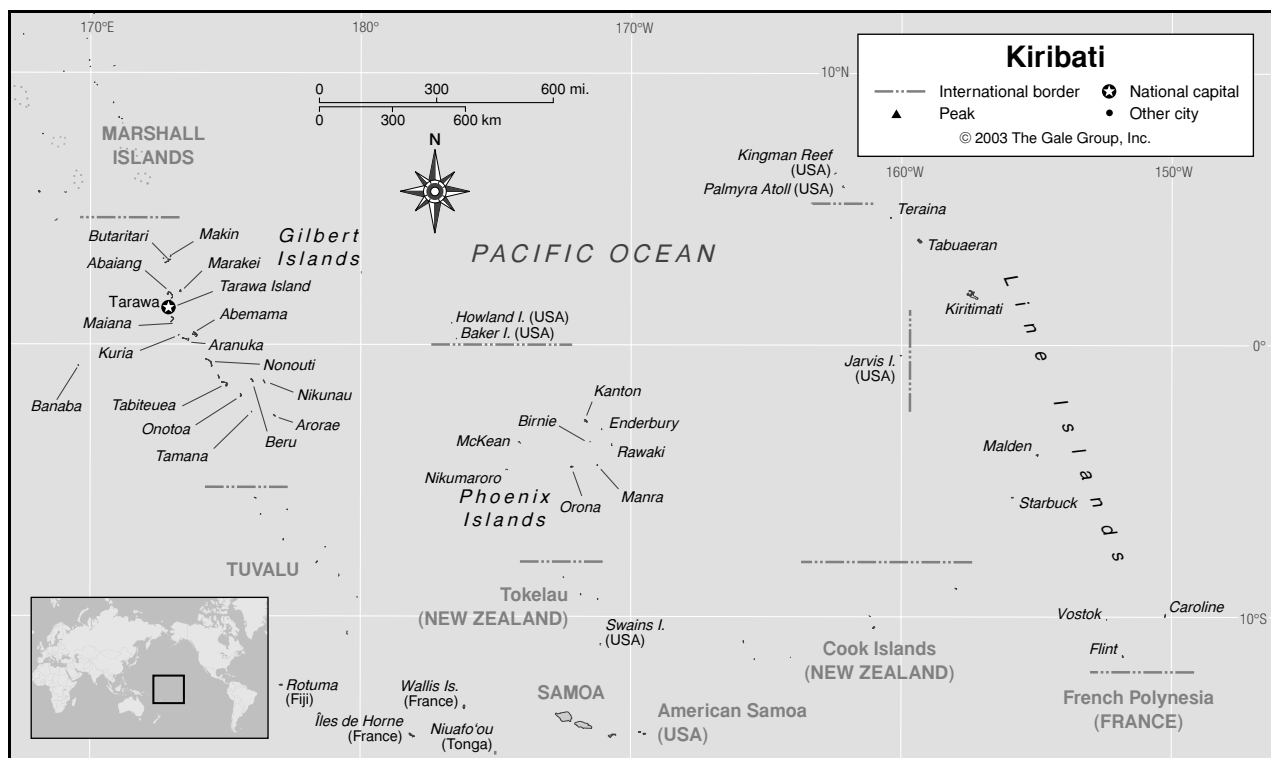 170°E
180°
170°W
Kiribati
International border
National capital
Peak
Other city
© 2003 The Gale Group, Inc.
10°N
0 300 600 mi.
0 300 600 km
N
MARSHALL
ISLANDS
Kingman Reef
(USA)
Palmyra Atoll (USA)
160°W
150°W
Teraina
Tabuaeran
Butaritari
Makin
Gilbert
Islands
PACIFIC OCEAN
Abaiang
Marakei
Tarawa Island
Tarawa
Maiana
Abemama
Kuria
Aranuka
Nonouti
Banaba
Tabiteuea
Nikunau
Onotoa
Arorae
Beru
Tamana
Howland I. (USA)
Baker I. (USA)
Kiritimati
Line Islands
0°
Jarvis I.
(USA)
Kanton
Birnie
Enderbury
McKean
Rawaki
Nikumaroro
Phoenix
Islands
Orona
Manra
Malden
Starbuck
TUVALU
Tokelau
(NEW ZEALAND)
Swains I.
(USA)
Cook Islands
(NEW ZEALAND)
Vostok
Caroline
10°S
Flint
French Polynesia
(FRANCE)
Rotuma
(Fiji)
Wallis Is.
(France)
Îles de Horne
(France)
Niuafo'ou
(Tonga)
SAMOA
American Samoa
(USA)